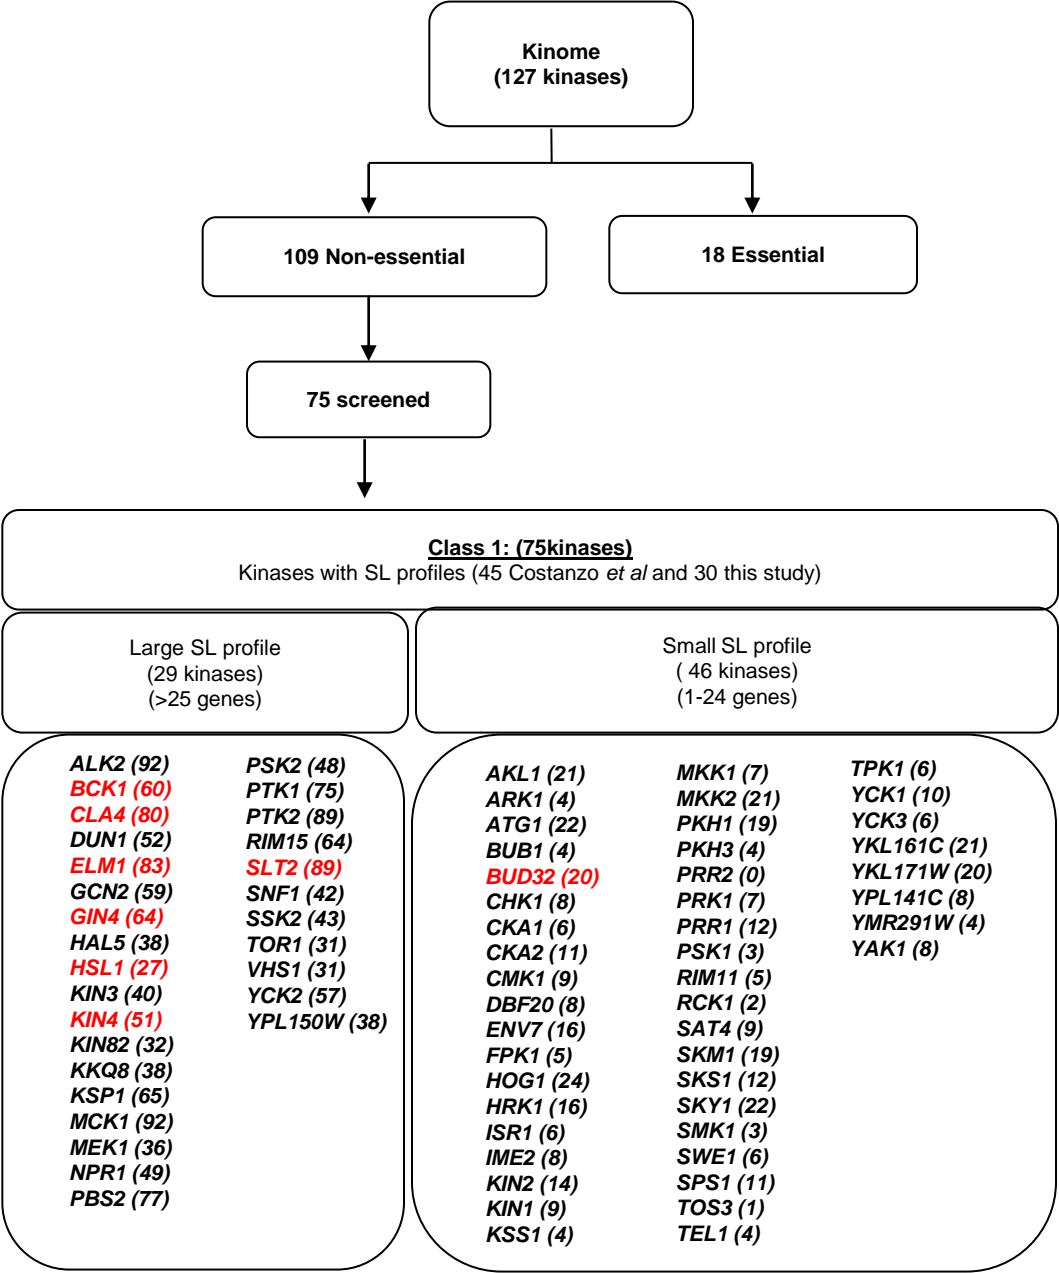 Kinome
(127 kinases)
109 Non-essential
18 Essential
75 screened
Class 1: (75kinases)
Kinases with SL profiles (45 Costanzo et al and 30 this study)
Large SL profile
(29 kinases)
(>25 genes)
Small SL profile
( 46 kinases)
(1-24 genes)
ALK2 (92)
BCK1 (60)
CLA4 (80)
DUN1 (52)
ELM1 (83)
GCN2 (59)
GIN4 (64)
HAL5 (38)
HSL1 (27)
KIN3 (40)
KIN4 (51)
KIN82 (32)
KKQ8 (38)
KSP1 (65)
MCK1 (92)
MEK1 (36)
NPR1 (49)
PBS2 (77)
PSK2 (48)
PTK1 (75)
PTK2 (89)
RIM15 (64)
SLT2 (89)
SNF1 (42)
SSK2 (43)
TOR1 (31)
VHS1 (31)
YCK2 (57)
YPL150W (38)
AKL1 (21)
ARK1 (4)
ATG1 (22)
BUB1 (4)
BUD32 (20)
CHK1 (8)
CKA1 (6)
CKA2 (11)
CMK1 (9)
DBF20 (8)
ENV7 (16)
FPK1 (5)
HOG1 (24)
HRK1 (16)
ISR1 (6)
IME2 (8)
KIN2 (14)
KIN1 (9)
KSS1 (4)
MKK1 (7)
MKK2 (21)
PKH1 (19)
PKH3 (4)
PRR2 (0)
PRK1 (7)
PRR1 (12)
PSK1 (3)
RIM11 (5)
RCK1 (2)
SAT4 (9)
SKM1 (19)
SKS1 (12)
SKY1 (22)
SMK1 (3)
SWE1 (6)
SPS1 (11)
TOS3 (1)
TEL1 (4)
TPK1 (6)
YCK1 (10)
YCK3 (6)
YKL161C (21)
YKL171W (20)
YPL141C (8)
YMR291W (4)
YAK1 (8)